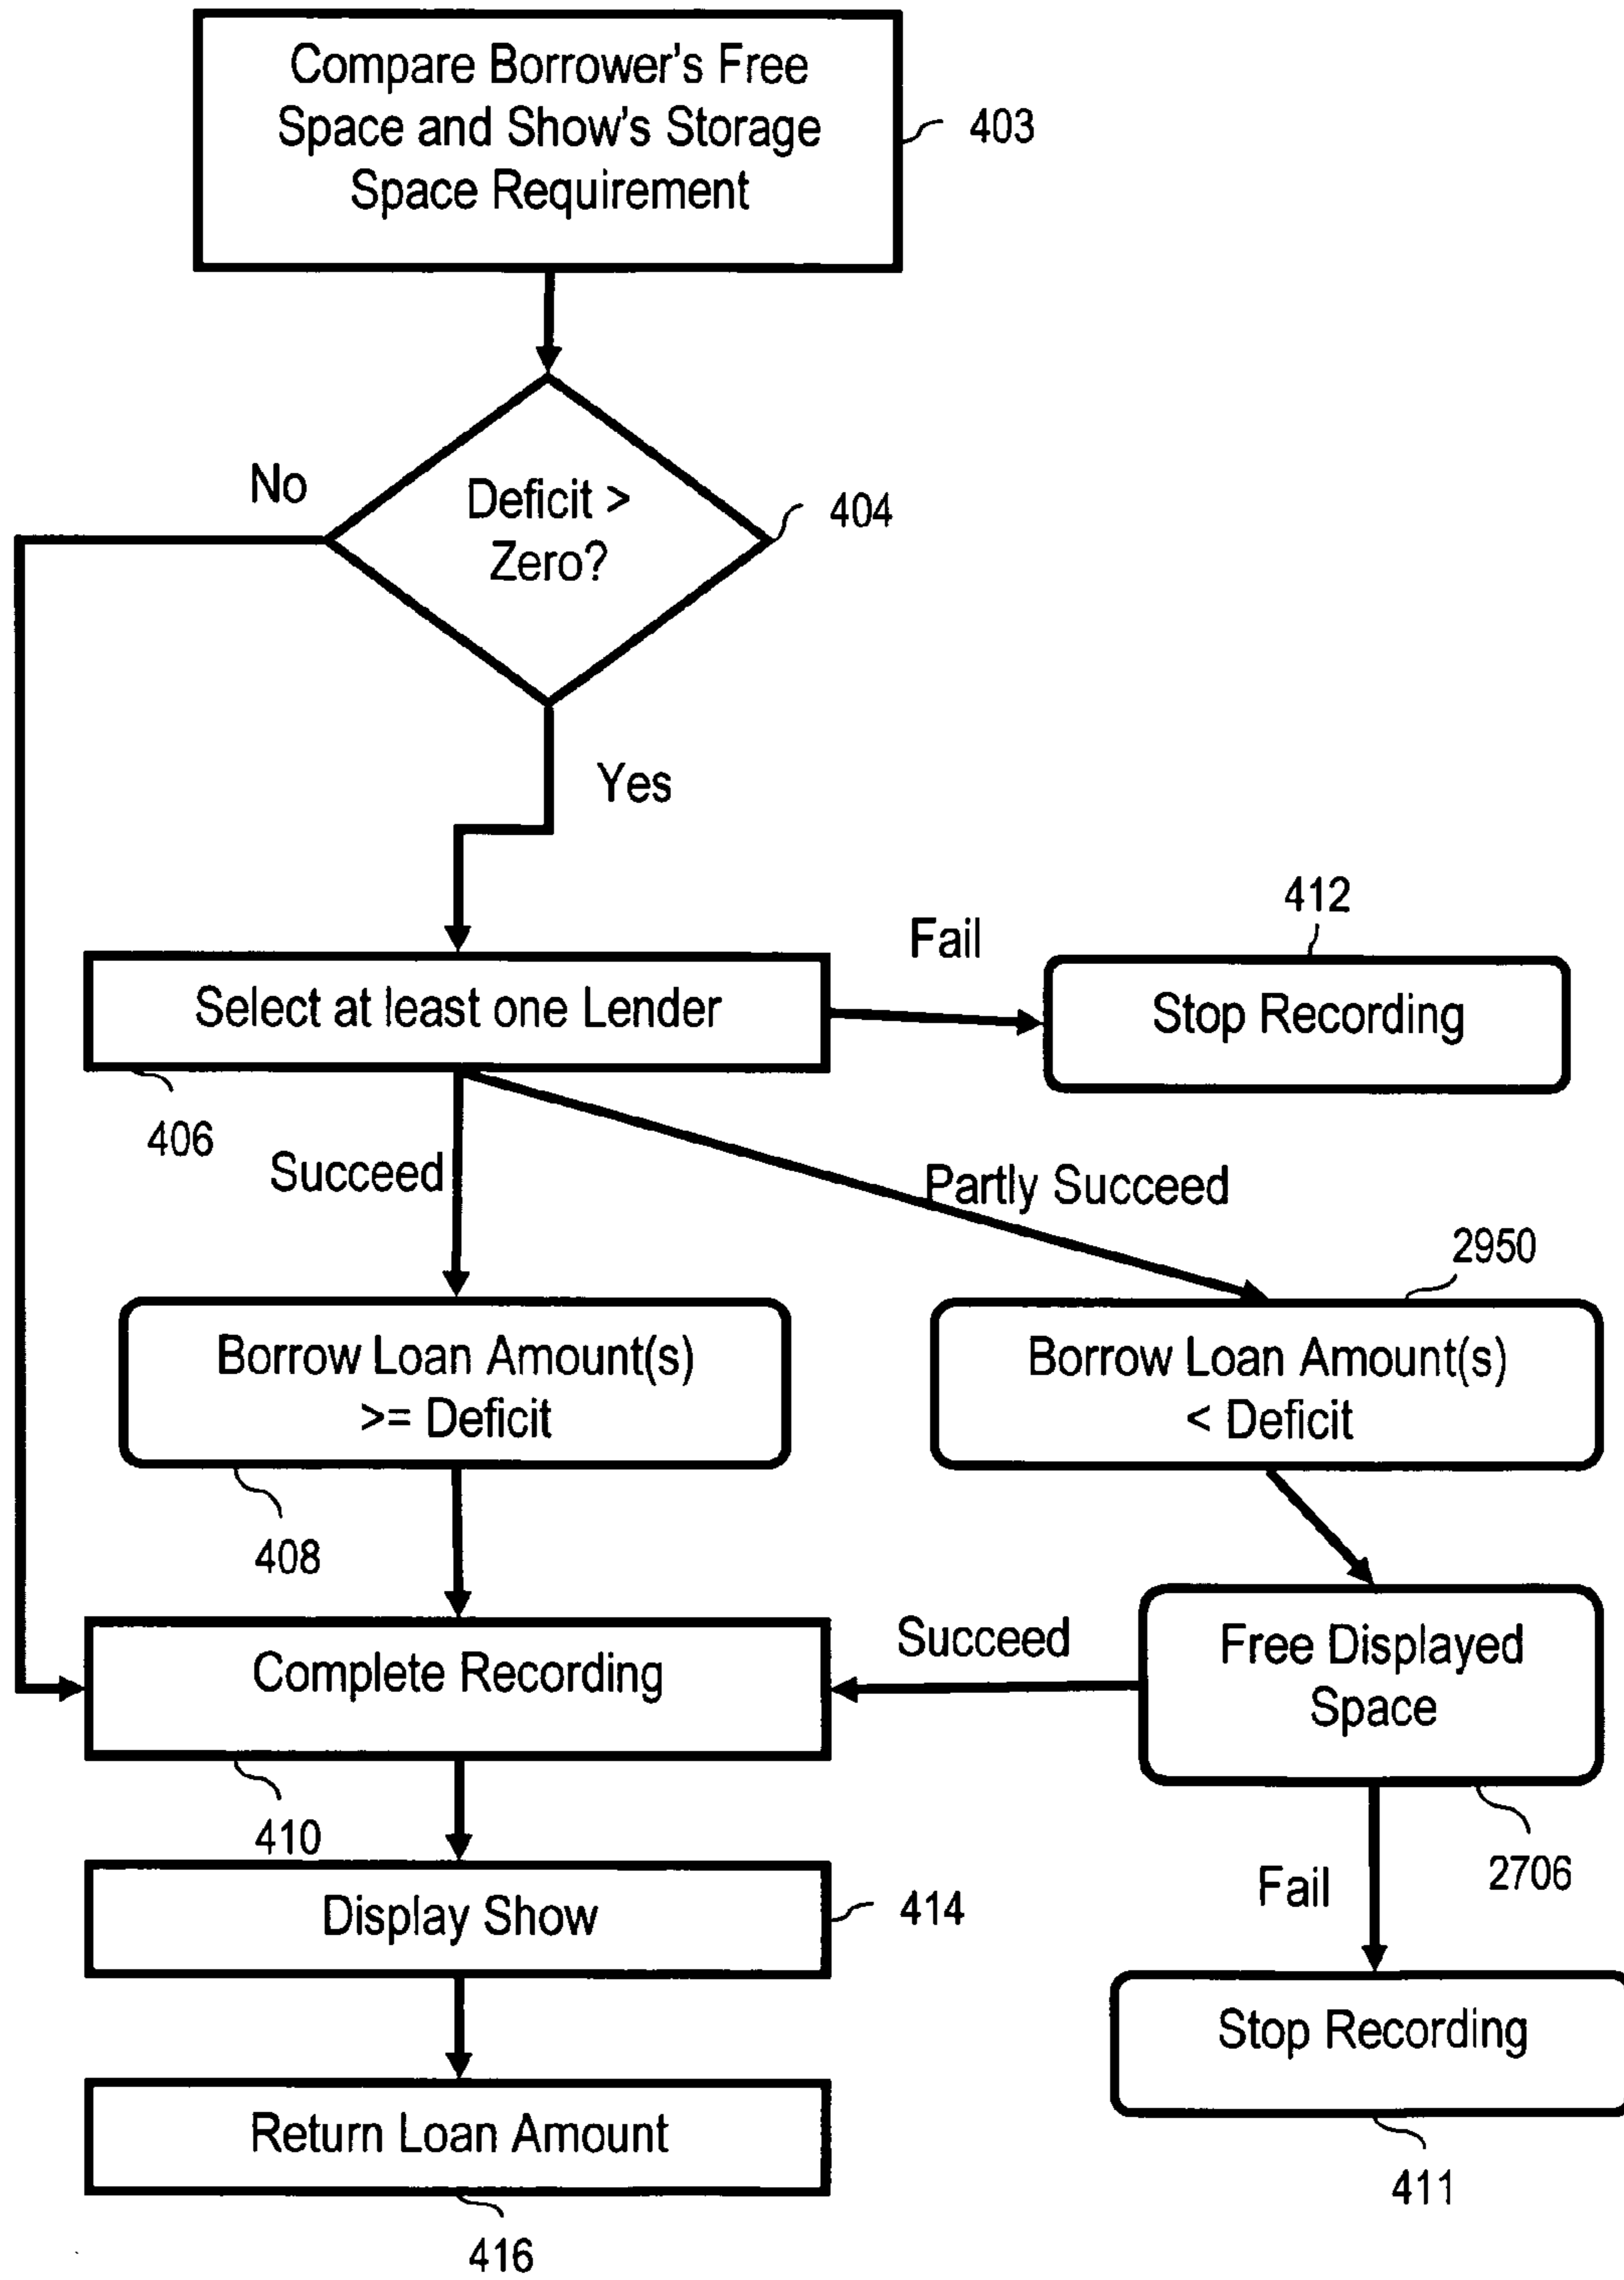 Compare Borrower's Free
Space and Show's Storage
Space Requirement
403
No
Deficit >
Zero?
404
Yes
412
Fail
Select at least one Lender
Stop Recording
406
Succeed
Partly Succeed
2950
Borrow Loan Amount(s)
>= Deficit
Borrow Loan Amount(s)
< Deficit
408
Complete Recording
Succeed
Free Displayed
Space
410
2706
Display Show
414
Fail
Stop Recording
Return Loan Amount
411
416